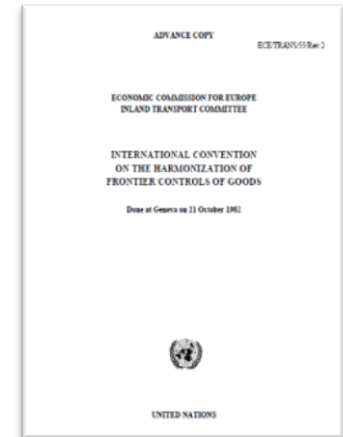 ADVANCE COPY
ECE/TRANS/55/Rev.2
ECONOMIC COMMISSION FOR EUROPE
INLAND TRANSPORT COMMITTEE
INTERNATIONAL CONVENTION
ON THE HARMONIZATION OF
FRONTIER CONTROLS OF GOODS
Done at Geneva on 21 October 1982
UNITED NATIONS